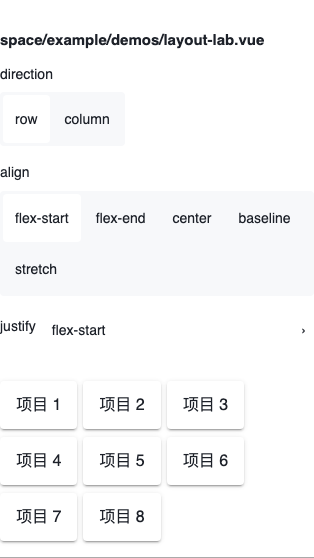 space/example/demos/layout-lab.vue
direction
row column
align
flex-start flex-end center baseline
stretch
justify flex-start ›
项目 1 项目 2 项目 3
项目 4 项目 5 项目 6
项目 7 项目 8